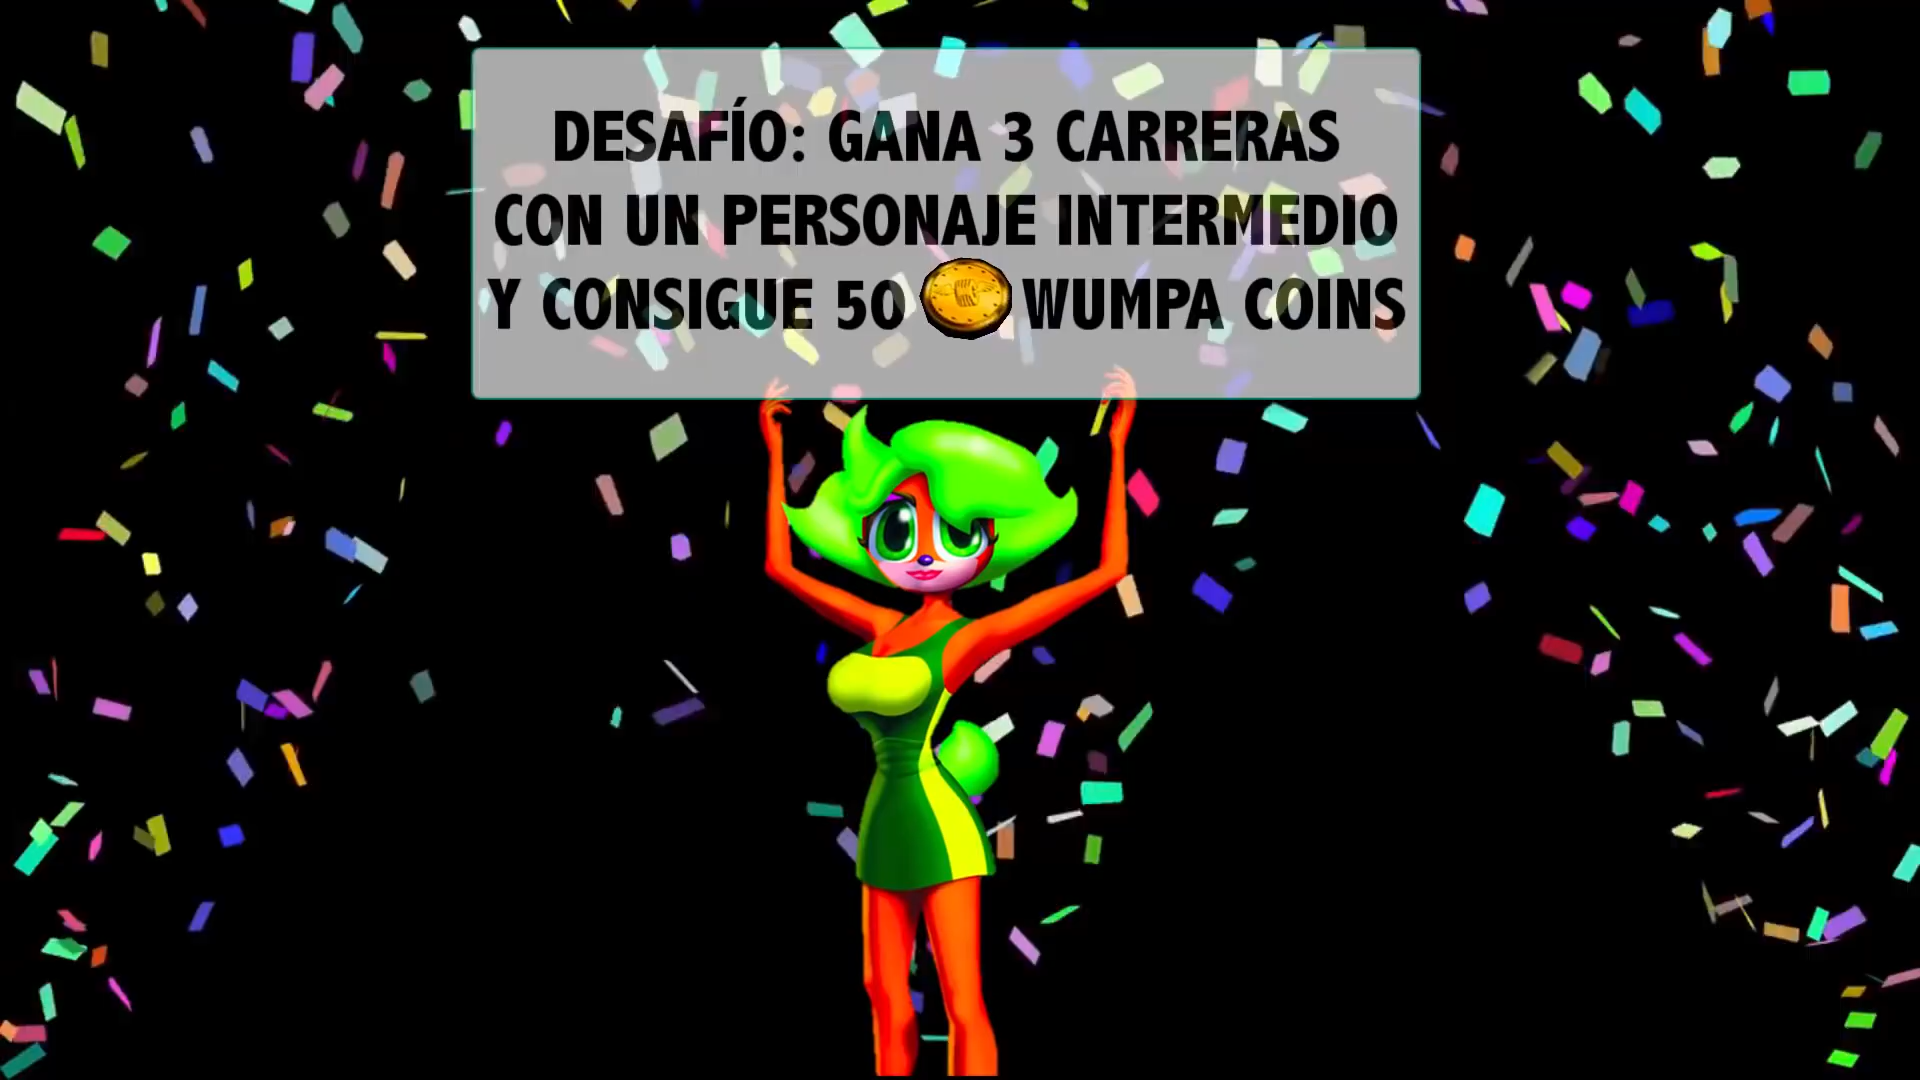 DESAFÍO: GANA 3 CARRERAS
CON UN PERSONAJE INTERMEDIO
Y CONSIGUE 50 WUMPA COINS